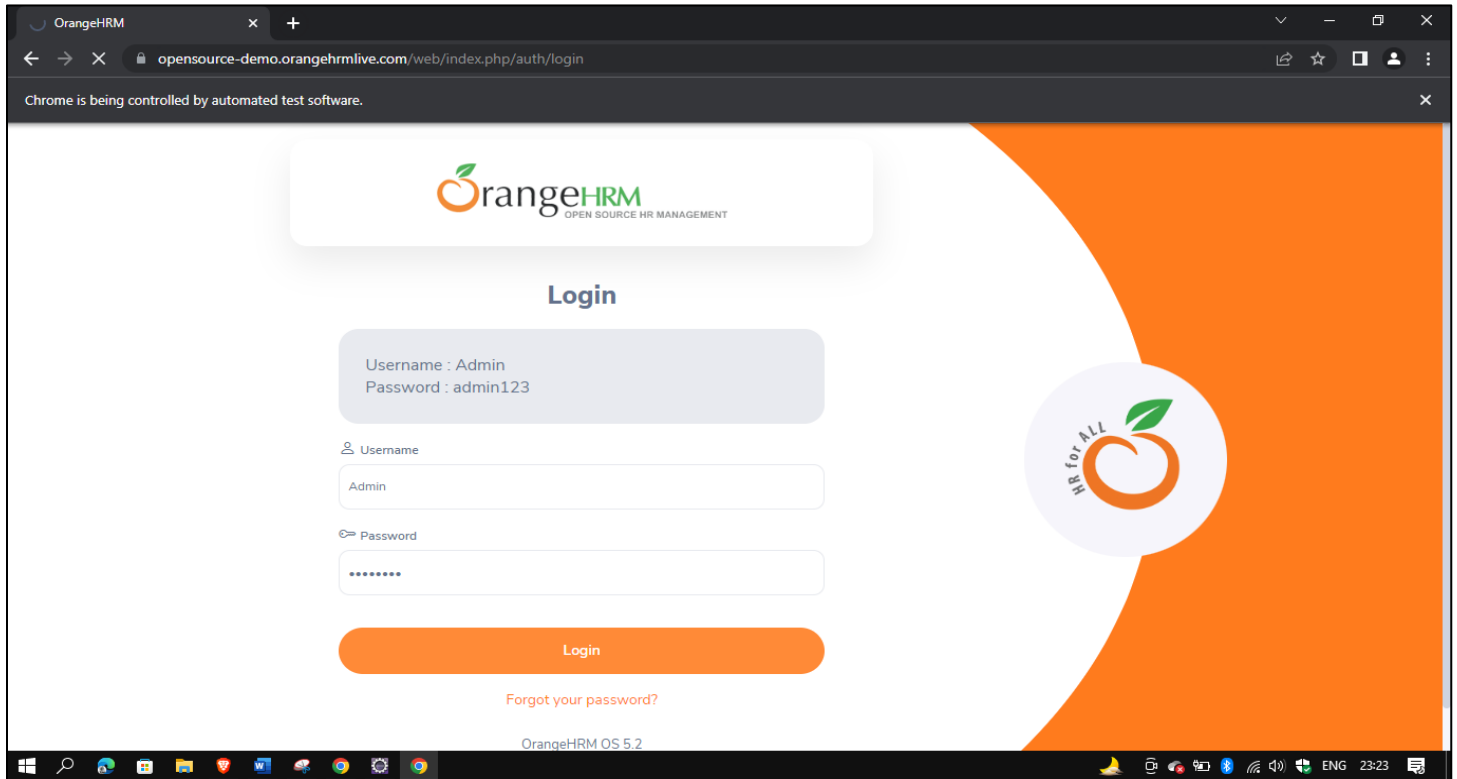 OrangeHRM
opensource-demo.orangehrmlive.com/web/index.php/auth/login
Chrome is being controlled by automated test software.
OrangeHRM
OPEN SOURCE HR MANAGEMENT
Login
Username : Admin
Password : admin123
Username
Admin
Password
••••••••
Login
Forgot your password?
OrangeHRM OS 5.2
HR for ALL
ENG 23:23